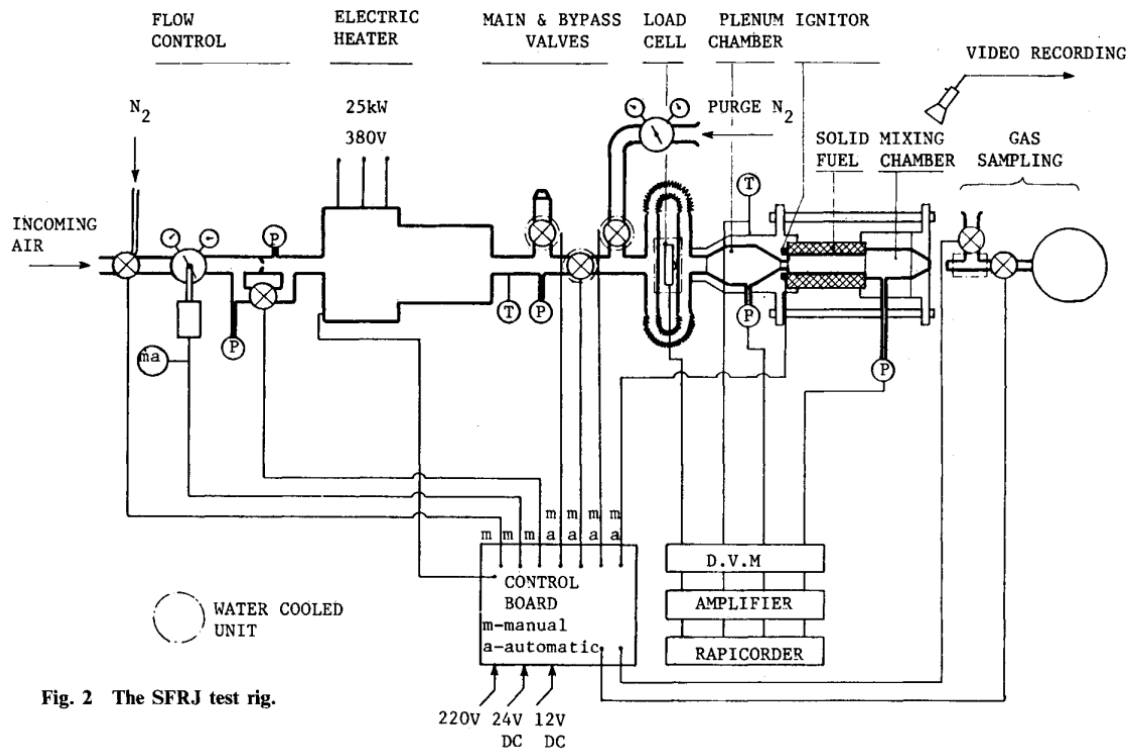 FLOW
CONTROL
ELECTRIC
HEATER
MAIN & BYPASS
VALVES
LOAD
CELL
PLENUM
CHAMBER
IGNITOR
VIDEO RECORDING
N2
25kW
380V
PURGE N2
SOLID
FUEL
MIXING
CHAMBER
GAS
SAMPLING
INCOMING
AIR
P
T
T
P
P
P
P
ma
m m m m m m m
a a a a
CONTROL
BOARD
m-manual
a-automatic
D.V.M
AMPLIFIER
RAPICORDER
WATER COOLED
UNIT
220V 24V 12V
DC DC
Fig. 2 The SFRJ test rig.